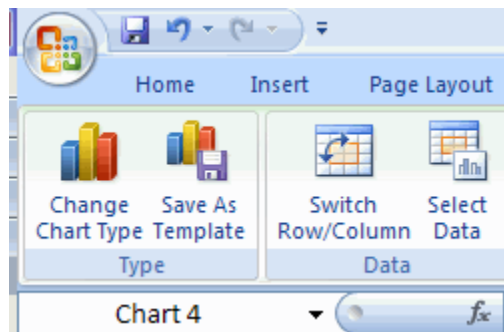 Home Insert Page Layout
Change Save As Switch Select
Chart Type Template Row/Column Data
Type Data
Chart 4 fx